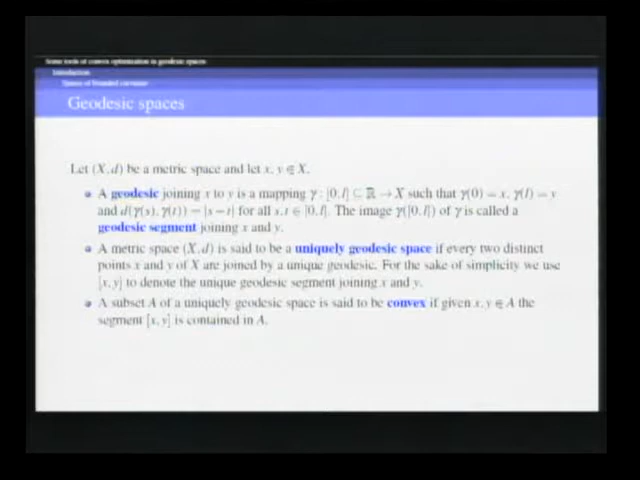 Some tools of convex optimization in geodesic spaces
Introduction
Spaces of bounded curvature
Geodesic spaces
Let (X, d) be a metric space and let x, y ∈ X.
A geodesic joining x to y is a mapping γ : [0, l] ⊆ ℝ → X such that γ(0) = x, γ(l) = y
and d(γ(s), γ(t)) = |s − t| for all s, t ∈ [0, l]. The image γ([0, l]) of γ is called a
geodesic segment joining x and y.
A metric space (X, d) is said to be a uniquely geodesic space if every two distinct
points x and y of X are joined by a unique geodesic. For the sake of simplicity we use
[x, y] to denote the unique geodesic segment joining x and y.
A subset A of a uniquely geodesic space is said to be convex if given x, y ∈ A the
segment [x, y] is contained in A.